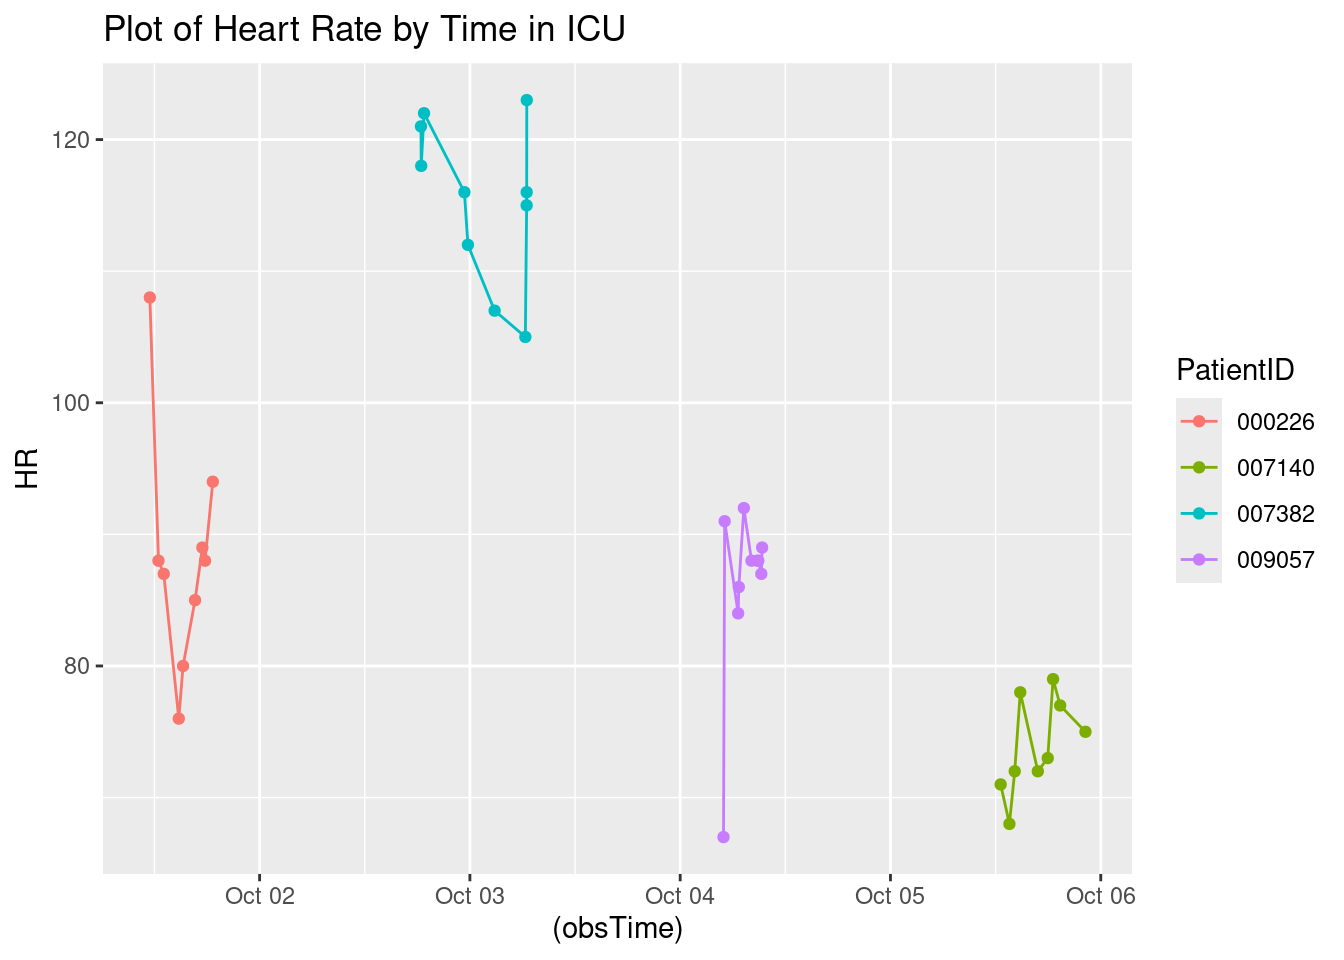 Plot of Heart Rate by Time in ICU
120
100
80
HR
Oct 02 Oct 03 Oct 04 Oct 05 Oct 06
(obsTime)
PatientID
000226
007140
007382
009057